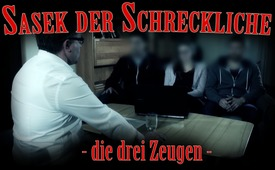 Sasek der Schreckliche
- die drei Zeugen -